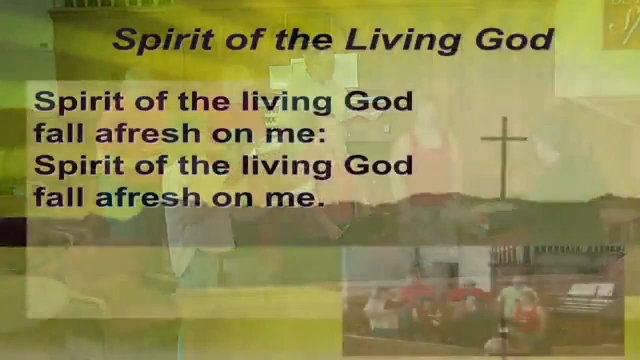 Spirit of the Living God
Spirit of the living God
fall afresh on me:
Spirit of the living God
fall afresh on me.